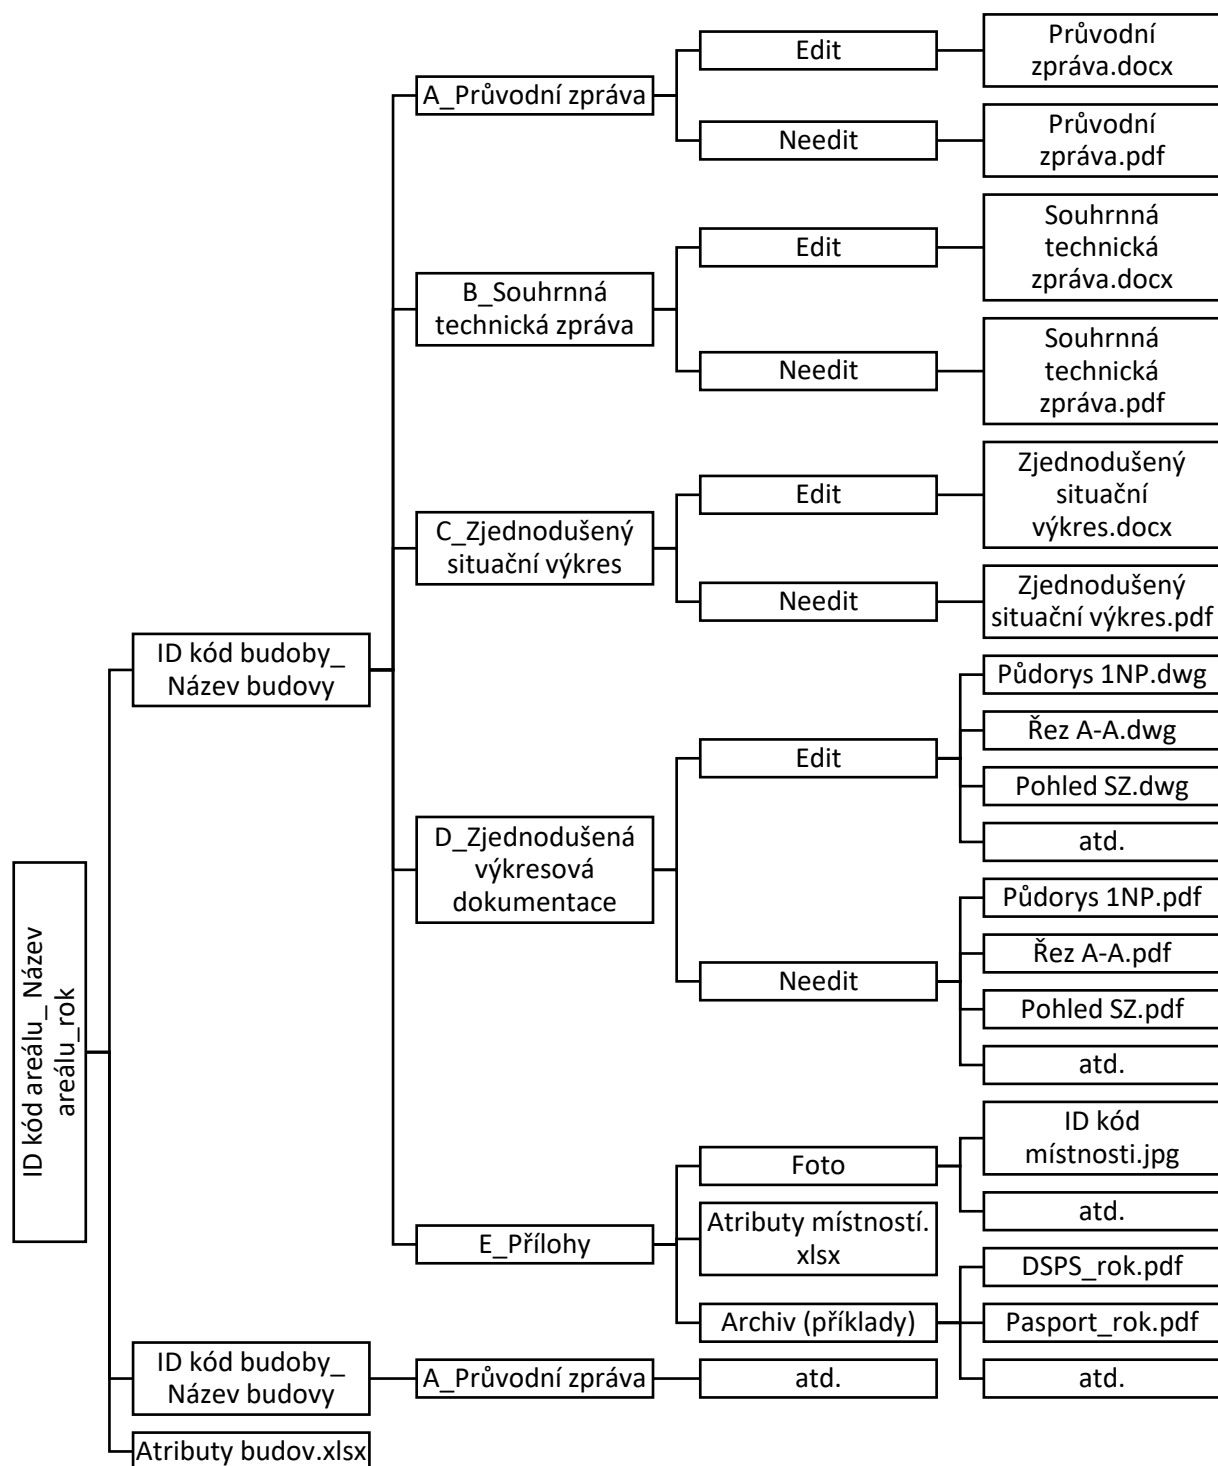 ID kód areálu_ Název
areálu_rok
ID kód budoby_
Název budovy
A_Průvodní zpráva
Edit
Průvodní
zpráva.docx
Needit
Průvodní
zpráva.pdf
B_Souhrnná
technická zpráva
Edit
Souhrnná
technická
zpráva.docx
Needit
Souhrnná
technická
zpráva.pdf
C_Zjednodušený
situační výkres
Edit
Zjednodušený
situační
výkres.docx
Needit
Zjednodušený
situační výkres.pdf
D_Zjednodušená
výkresová
dokumentace
Edit
Půdorys 1NP.dwg
Řez A-A.dwg
Pohled SZ.dwg
atd.
Needit
Půdorys 1NP.pdf
Řez A-A.pdf
Pohled SZ.pdf
atd.
E_Přílohy
Foto
ID kód
místnosti.jpg
atd.
Atributy místností.
xlsx
Archiv (příklady)
DSPS_rok.pdf
Pasport_rok.pdf
atd.
ID kód budoby_
Název budovy
A_Průvodní zpráva
atd.
Atributy budov.xlsx